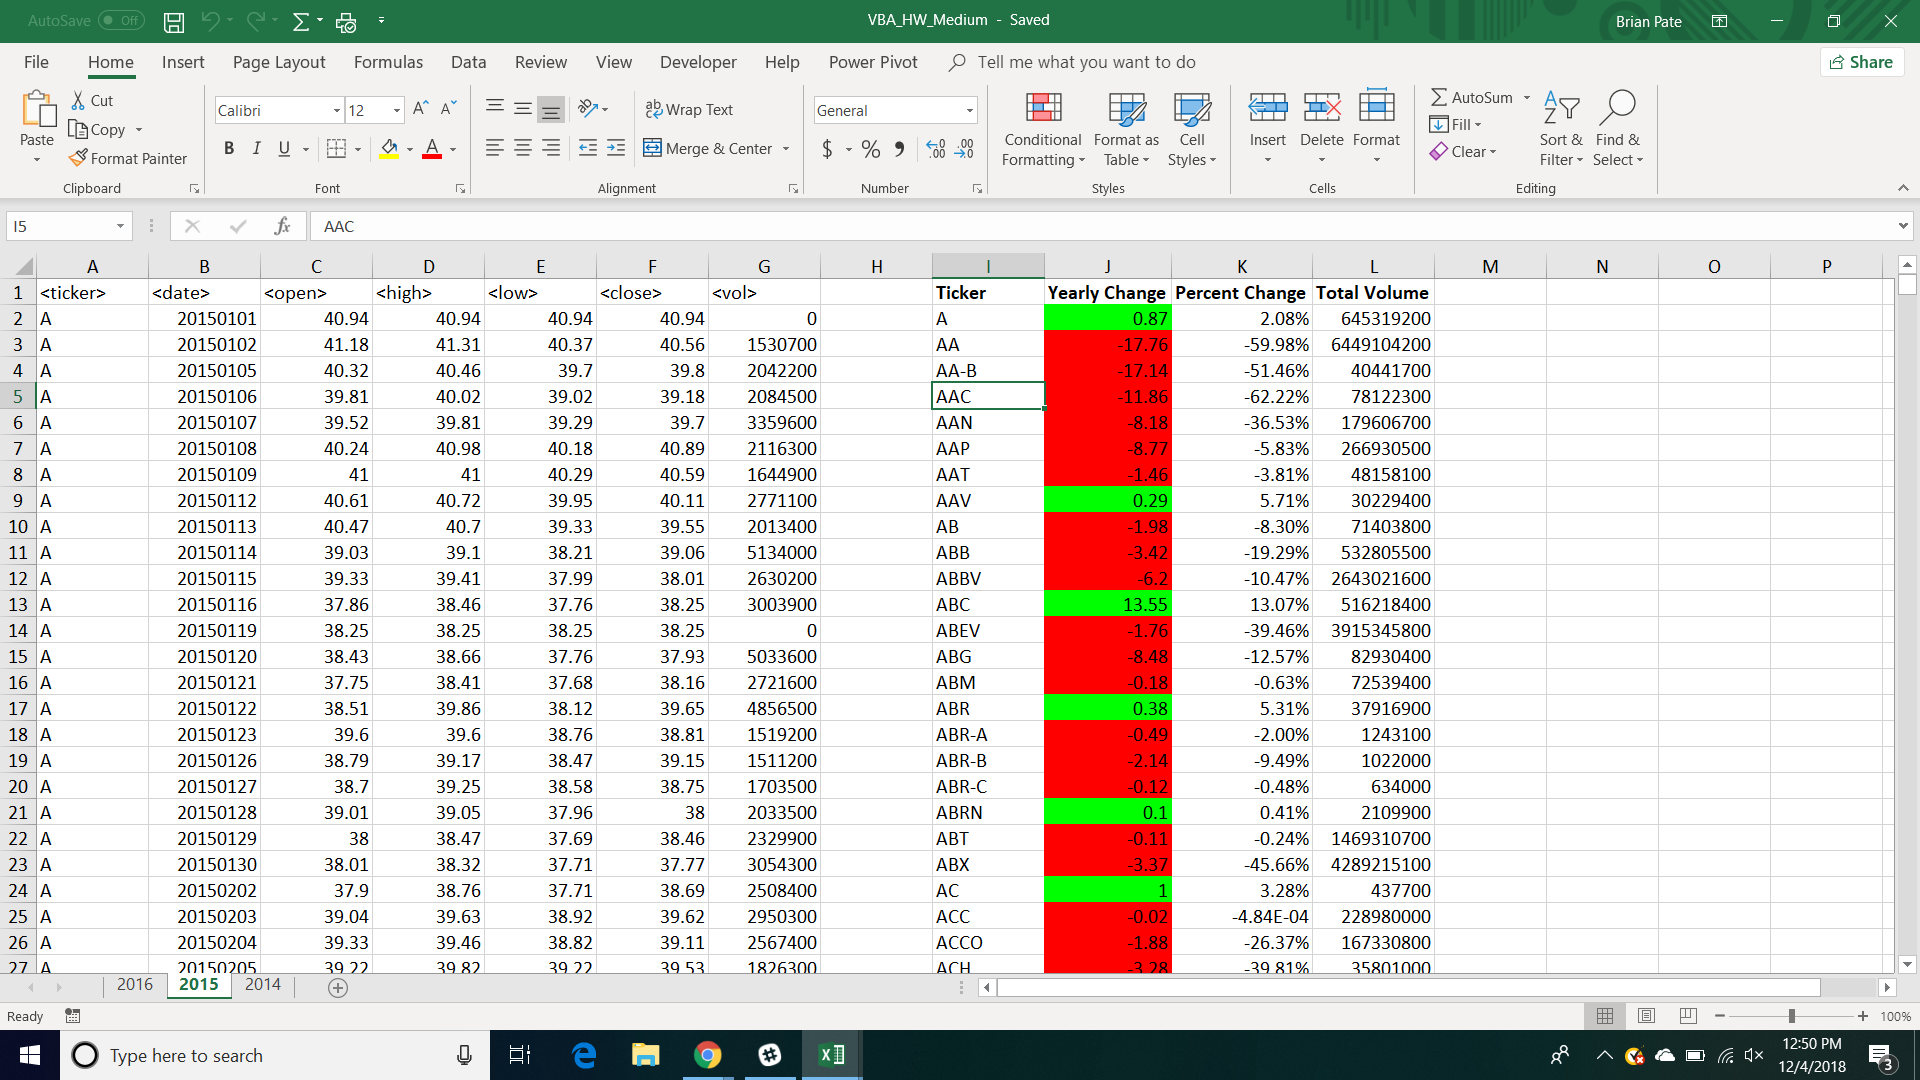 AutoSave Off VBA_HW_Medium - Saved Brian Pate
File Home Insert Page Layout Formulas Data Review View Developer Help Power Pivot Tell me what you want to do Share
Paste Cut Copy Format Painter Clipboard
Calibri 12 B I U A Font
ab Wrap Text Merge & Center Alignment
General $ % Number
Conditional Formatting Format as Table Cell Styles Styles
Insert Delete Format Cells
AutoSum Fill Clear Sort & Filter Find & Select Editing
I5 fx AAC
A B C D E F G H I J K L M N O P
1 <ticker> <date> <open> <high> <low> <close> <vol> Ticker Yearly Change Percent Change Total Volume
2 A 20150101 40.94 40.94 40.94 40.94 0 A 0.87 2.08% 645319200
3 A 20150102 41.18 41.31 40.37 40.56 1530700 AA -17.76 -59.98% 6449104200
4 A 20150105 40.32 40.46 39.7 39.8 2042200 AA-B -17.14 -51.46% 40441700
5 A 20150106 39.81 40.02 39.02 39.18 2084500 AAC -11.86 -62.22% 78122300
6 A 20150107 39.52 39.81 39.29 39.7 3359600 AAN -8.18 -36.53% 179606700
7 A 20150108 40.24 40.98 40.18 40.89 2116300 AAP -8.77 -5.83% 266930500
8 A 20150109 41 41 40.29 40.59 1644900 AAT -1.46 -3.81% 48158100
9 A 20150112 40.61 40.72 39.95 40.11 2771100 AAV 0.29 5.71% 30229400
10 A 20150113 40.47 40.7 39.33 39.55 2013400 AB -1.98 -8.30% 71403800
11 A 20150114 39.03 39.1 38.21 39.06 5134000 ABB -3.42 -19.29% 532805500
12 A 20150115 39.33 39.41 37.99 38.01 2630200 ABBV -6.2 -10.47% 2643021600
13 A 20150116 37.86 38.46 37.76 38.25 3003900 ABC 13.55 13.07% 516218400
14 A 20150119 38.25 38.25 38.25 38.25 0 ABEV -1.76 -39.46% 3915345800
15 A 20150120 38.43 38.66 37.76 37.93 5033600 ABG -8.48 -12.57% 82930400
16 A 20150121 37.75 38.41 37.68 38.16 2721600 ABM -0.18 -0.63% 72539400
17 A 20150122 38.51 39.86 38.12 39.65 4856500 ABR 0.38 5.31% 37916900
18 A 20150123 39.6 39.6 38.76 38.81 1519200 ABR-A -0.49 -2.00% 1243100
19 A 20150126 38.79 39.17 38.47 39.15 1511200 ABR-B -2.14 -9.49% 1022000
20 A 20150127 38.7 39.25 38.58 38.75 1703500 ABR-C -0.12 -0.48% 634000
21 A 20150128 39.01 39.05 37.96 38 2033500 ABRN 0.1 0.41% 2109900
22 A 20150129 38 38.47 37.69 38.46 2329900 ABT -0.11 -0.24% 1469310700
23 A 20150130 38.01 38.32 37.71 37.77 3054300 ABX -3.37 -45.66% 4289215100
24 A 20150202 37.9 38.76 37.71 38.69 2508400 AC 1 3.28% 437700
25 A 20150203 39.04 39.63 38.92 39.62 2950300 ACC -0.02 -4.84E-04 228980000
26 A 20150204 39.33 39.46 38.82 39.11 2567400 ACCO -1.88 -26.37% 167330800
27 A 20150205 39.22 39.82 39.22 39.53 1826300 ACH -3.28 -39.81% 35801000
2016 2015 2014
Ready 100%
Type here to search 12:50 PM
12/4/2018 3